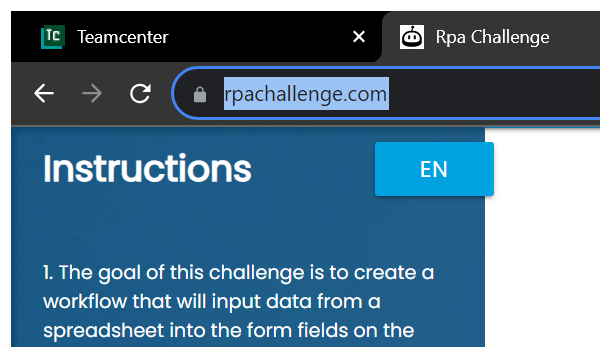 TC Teamcenter
Rpa Challenge
rpachallenge.com
Instructions
EN
1. The goal of this challenge is to create a
workflow that will input data from a
spreadsheet into the form fields on the